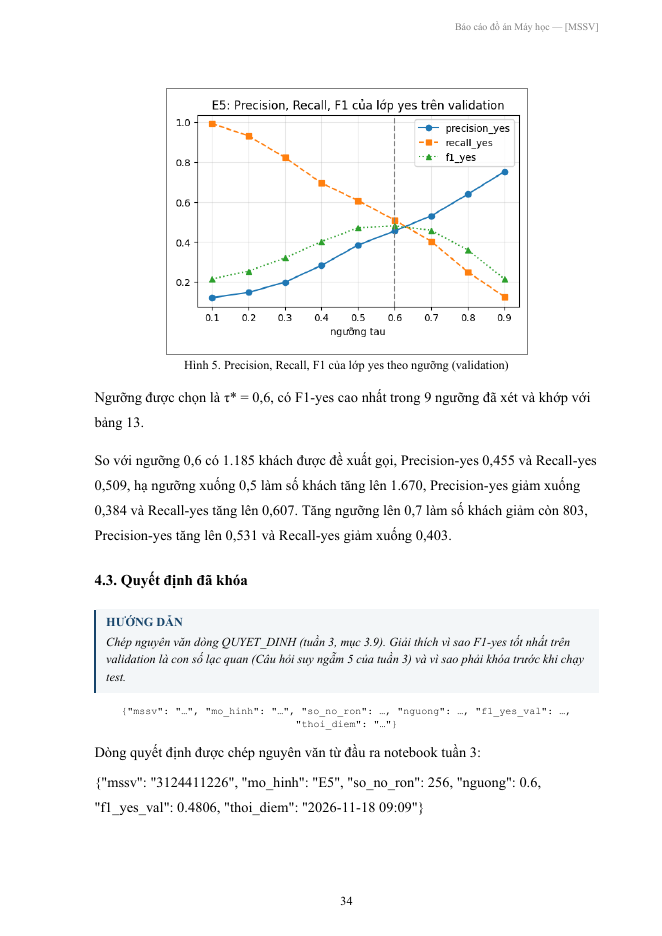 Báo cáo đồ án Máy học — [MSSV]
E5: Precision, Recall, F1 của lớp yes trên validation
precision_yes
recall_yes
f1_yes
1.0
0.8
0.6
0.4
0.2
0.1 0.2 0.3 0.4 0.5 0.6 0.7 0.8 0.9
ngưỡng tau
Hình 5. Precision, Recall, F1 của lớp yes theo ngưỡng (validation)
Ngưỡng được chọn là τ* = 0,6, có F1-yes cao nhất trong 9 ngưỡng đã xét và khớp với
bảng 13.
So với ngưỡng 0,6 có 1.185 khách được đề xuất gọi, Precision-yes 0,455 và Recall-yes
0,509, hạ ngưỡng xuống 0,5 làm số khách tăng lên 1.670, Precision-yes giảm xuống
0,384 và Recall-yes tăng lên 0,607. Tăng ngưỡng lên 0,7 làm số khách giảm còn 803,
Precision-yes tăng lên 0,531 và Recall-yes giảm xuống 0,403.
4.3. Quyết định đã khóa
HƯỚNG DẪN
Chép nguyên văn dòng QUYET_DINH (tuần 3, mục 3.9). Giải thích vì sao F1-yes tốt nhất trên
validation là con số lạc quan (Câu hỏi suy ngẫm 5 của tuần 3) và vì sao phải khóa trước khi chạy
test.
{"mssv": "…", "mo_hinh": "…", "so_no_ron": …, "nguong": …, "f1_yes_val": …,
"thoi_diem": "…"}
Dòng quyết định được chép nguyên văn từ đầu ra notebook tuần 3:
{"mssv": "3124411226", "mo_hinh": "E5", "so_no_ron": 256, "nguong": 0.6,
"f1_yes_val": 0.4806, "thoi_diem": "2026-11-18 09:09"}
34